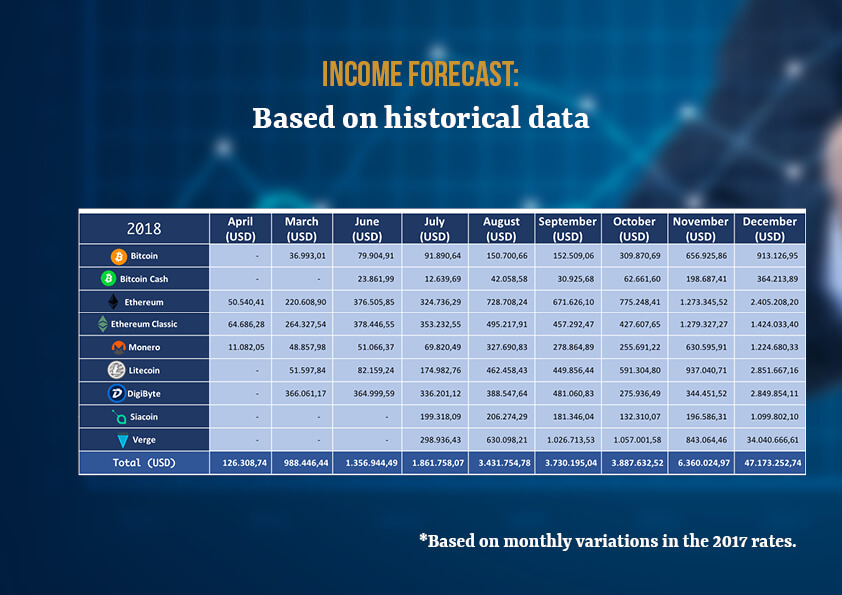 INCOME FORECAST:
Based on historical data
2018 April (USD) March (USD) June (USD) July (USD) August (USD) September (USD) October (USD) November (USD) December (USD)
Bitcoin - 36.993,01 79.904,91 91.890,64 150.700,66 152.509,06 309.870,69 656.925,86 913.126,95
Bitcoin Cash - - 23.861,99 12.639,69 42.058,58 30.925,68 62.661,60 198.687,41 364.213,89
Ethereum 50.540,41 220.608,90 376.505,85 324.736,29 728.708,24 671.626,10 775.248,41 1.273.345,52 2.405.208,20
Ethereum Classic 64.686,28 264.327,54 378.446,55 353.232,55 495.217,91 457.292,47 427.607,65 1.279.327,27 1.424.033,40
Monero 11.082,05 48.857,98 51.066,37 69.820,49 327.690,83 278.864,89 255.691,22 630.595,91 1.224.680,33
Litecoin - 51.597,84 82.159,24 174.982,76 462.458,43 449.856,44 591.304,80 937.040,71 2.851.667,16
DigiByte - 366.061,17 364.999,59 336.201,12 388.547,64 481.060,83 275.936,49 344.451,52 2.849.854,11
Siacoin - - - 199.318,09 206.274,29 181.346,04 132.310,07 196.586,31 1.099.802,10
Verge - - - 298.936,43 630.098,21 1.026.713,53 1.057.001,58 843.064,46 34.040.666,61
Total (USD) 126.308,74 988.446,44 1.356.944,49 1.861.758,07 3.431.754,78 3.730.195,04 3.887.632,52 6.360.024,97 47.173.252,74
*Based on monthly variations in the 2017 rates.